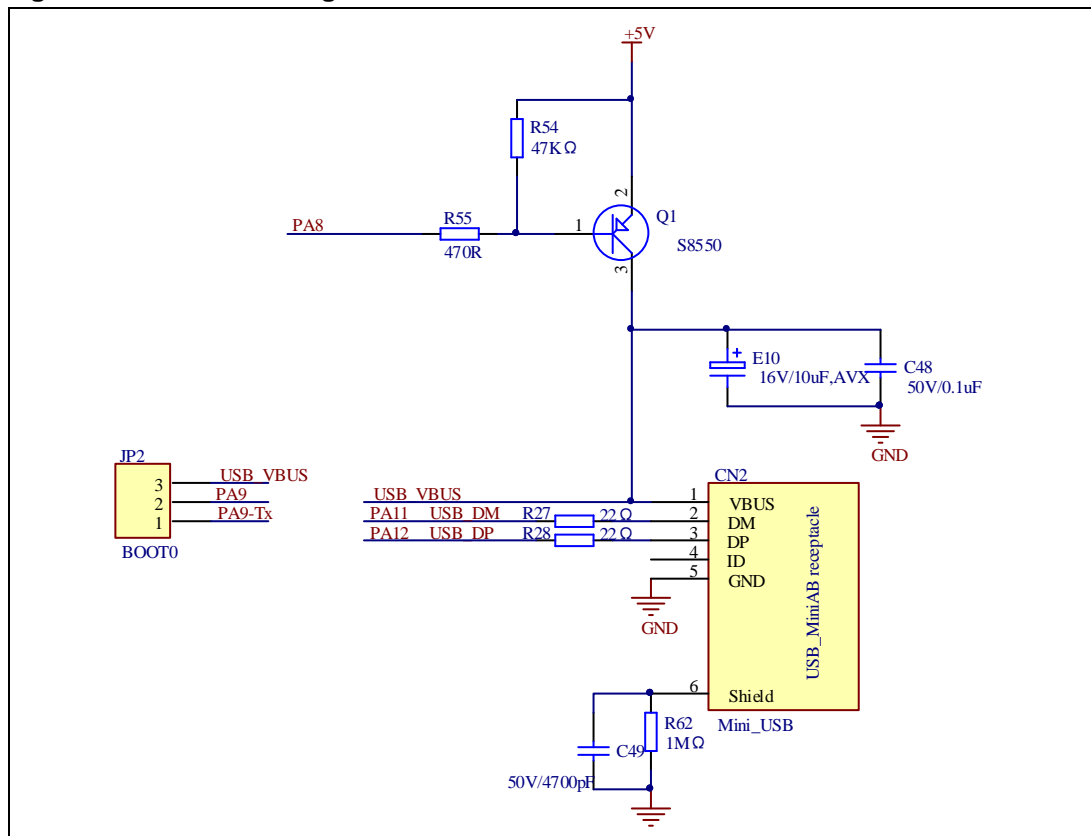 +5V
R54
47KΩ
2
Q1
PA8
R55
1
470R
S8550
3
E10
16V/10uF,AVX
C48
50V/0.1uF
GND
JP2
3
USB_VBUS
2
PA9
1
PA9-Tx
BOOT0
CN2
USB_VBUS
1
VBUS
PA11
USB_DM
R27
22Ω
2
DM
PA12
USB_DP
R28
22Ω
3
DP
4
ID
5
GND
GND
USB_MiniAB receptacle
6
Shield
Mini_USB
R62
1MΩ
C49
50V/4700pF